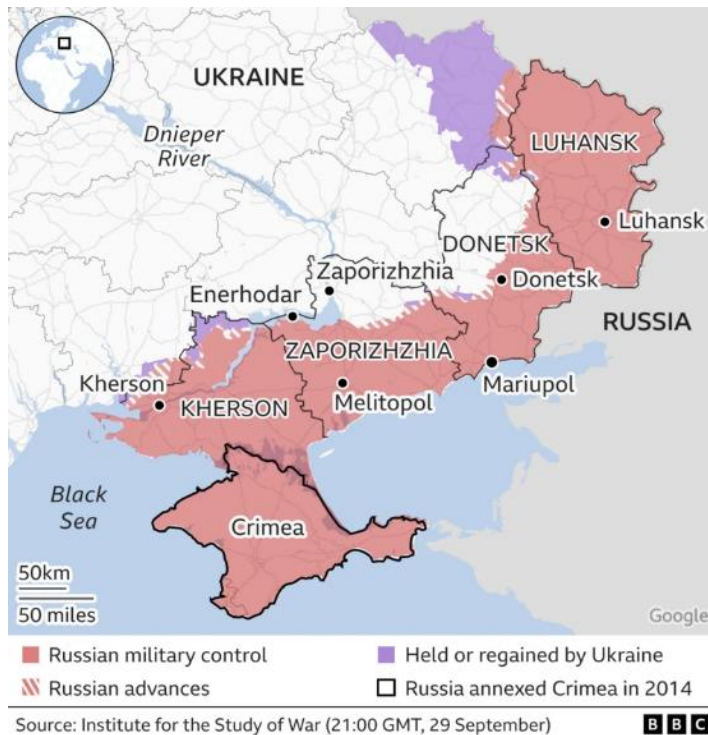 UKRAINE
Dnieper
River
LUHANSK
Luhansk
DONETSK
Zaporizhzhia
Donetsk
Enerhodar
RUSSIA
ZAPORIZHZHIA
Mariupol
Kherson
Melitopol
KHERSON
Black
Sea
Crimea
50km
50 miles
Google
Russian military control
Held or regained by Ukraine
Russian advances
Russia annexed Crimea in 2014
Source: Institute for the Study of War (21:00 GMT, 29 September)
BBC